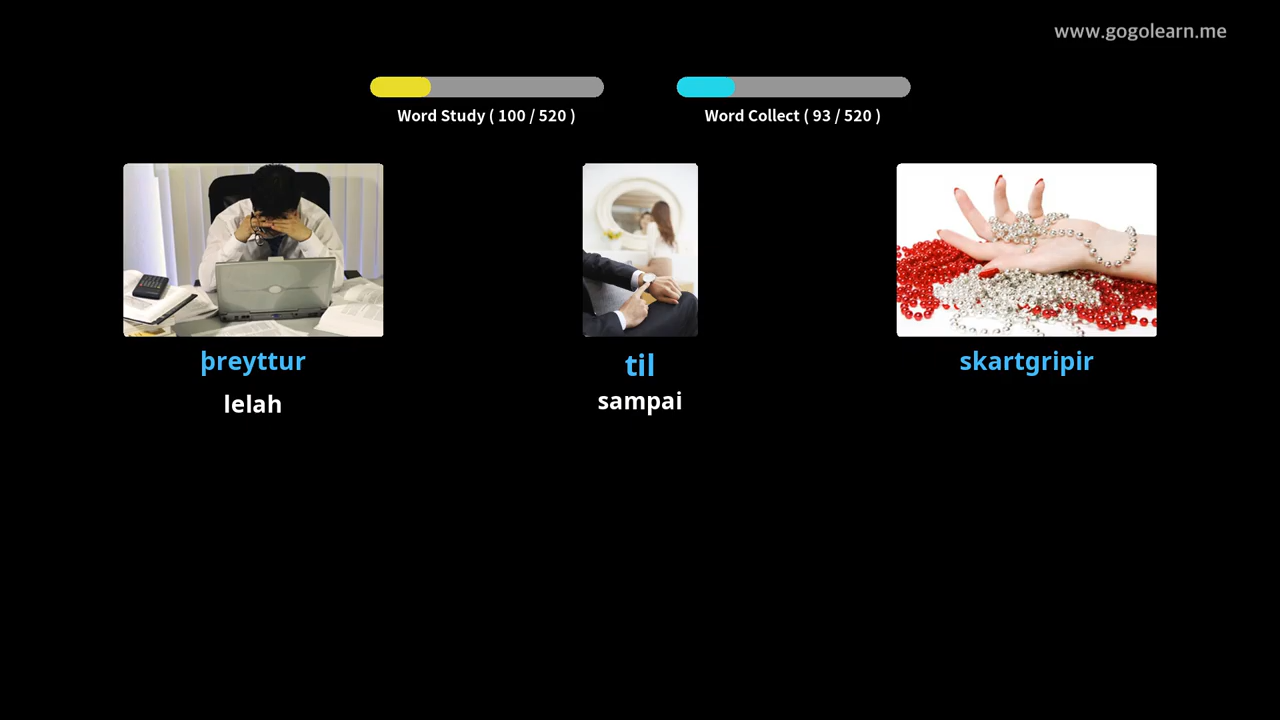 www.gogolearn.me
Word Study ( 100 / 520 )
Word Collect ( 93 / 520 )
þreyttur
til
skartgripir
lelah
sampai